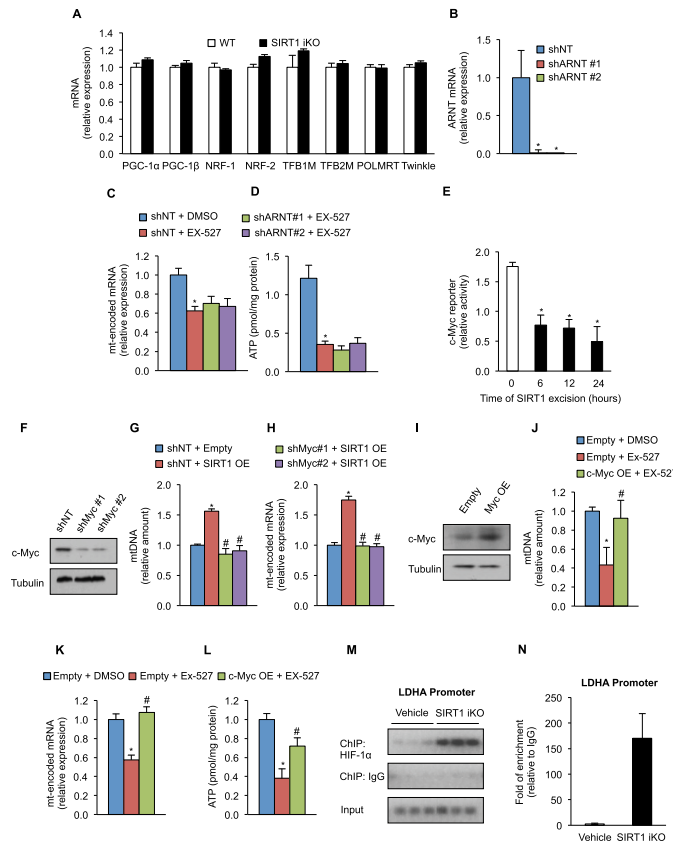 A
WT
SIRT1 iKO
mRNA
(relative expression)
1.4
1.2
1.0
0.8
0.6
0.4
0.2
0.0
PGC-1α PGC-1β NRF-1 NRF-2 TFB1M TFB2M POLMRT Twinkle
B
shNT
shARNT #1
shARNT #2
ARNT mRNA
(relative expression)
1.5
1.0
0.5
0.0
* *
C
D
shNT + DMSO
shNT + EX-527
shARNT#1 + EX-527
shARNT#2 + EX-527
mt-encoded mRNA
(relative expression)
1.2
1.0
0.8
0.6
0.4
0.2
0.0
*
ATP (pmol/mg protein)
1.5
1.0
0.5
0.0
*
E
c-Myc reporter
(relative activity)
2.0
1.5
1.0
0.5
0.0
* * *
0 6 12 24
Time of SIRT1 excision (hours)
F
shNT
shMyc #1
shMyc #2
c-Myc
Tubulin
G
H
shNT + Empty
shNT + SIRT1 OE
shMyc#1 + SIRT1 OE
shMyc#2 + SIRT1 OE
mtDNA
(relative amount)
2.0
1.5
1.0
0.5
0.0
*
# #
mt-encoded mRNA
(relative expression)
2.0
1.5
1.0
0.5
0.0
*
# #
I
Empty
Myc OE
c-Myc
Tubulin
J
Empty + DMSO
Empty + Ex-527
c-Myc OE + EX-527
mtDNA
(relative amount)
1.4
1.2
1.0
0.8
0.6
0.4
0.2
0.0
*
#
K
L
Empty + DMSO
Empty + Ex-527
c-Myc OE + EX-527
mt-encoded mRNA
(relative expression)
1.4
1.2
1.0
0.8
0.6
0.4
0.2
0.0
*
#
ATP (pmol/mg protein)
1.4
1.2
1.0
0.8
0.6
0.4
0.2
0.0
*
#
M
LDHA Promoter
Vehicle SIRT1 iKO
ChIP:
HIF-1α
ChIP: IgG
Input
N
LDHA Promoter
Fold of enrichment
(relative to IgG)
250
200
150
100
50
0
Vehicle SIRT1 iKO